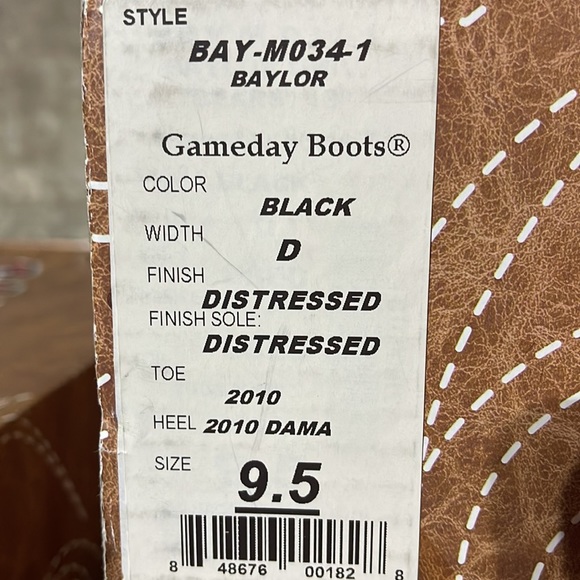 STYLE
BAY-M034-1
BAYLOR
Gameday Boots®
COLOR
BLACK
WIDTH
D
FINISH
DISTRESSED
FINISH SOLE:
DISTRESSED
TOE
2010
HEEL 2010 DAMA
SIZE
9.5
8 48676 00182 8